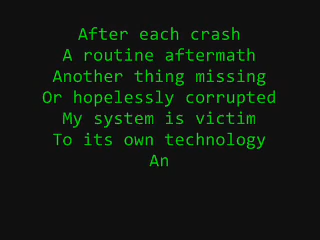 After each crash
A routine aftermath
Another thing missing
Or hopelessly corrupted
My system is victim
To its own technology
An